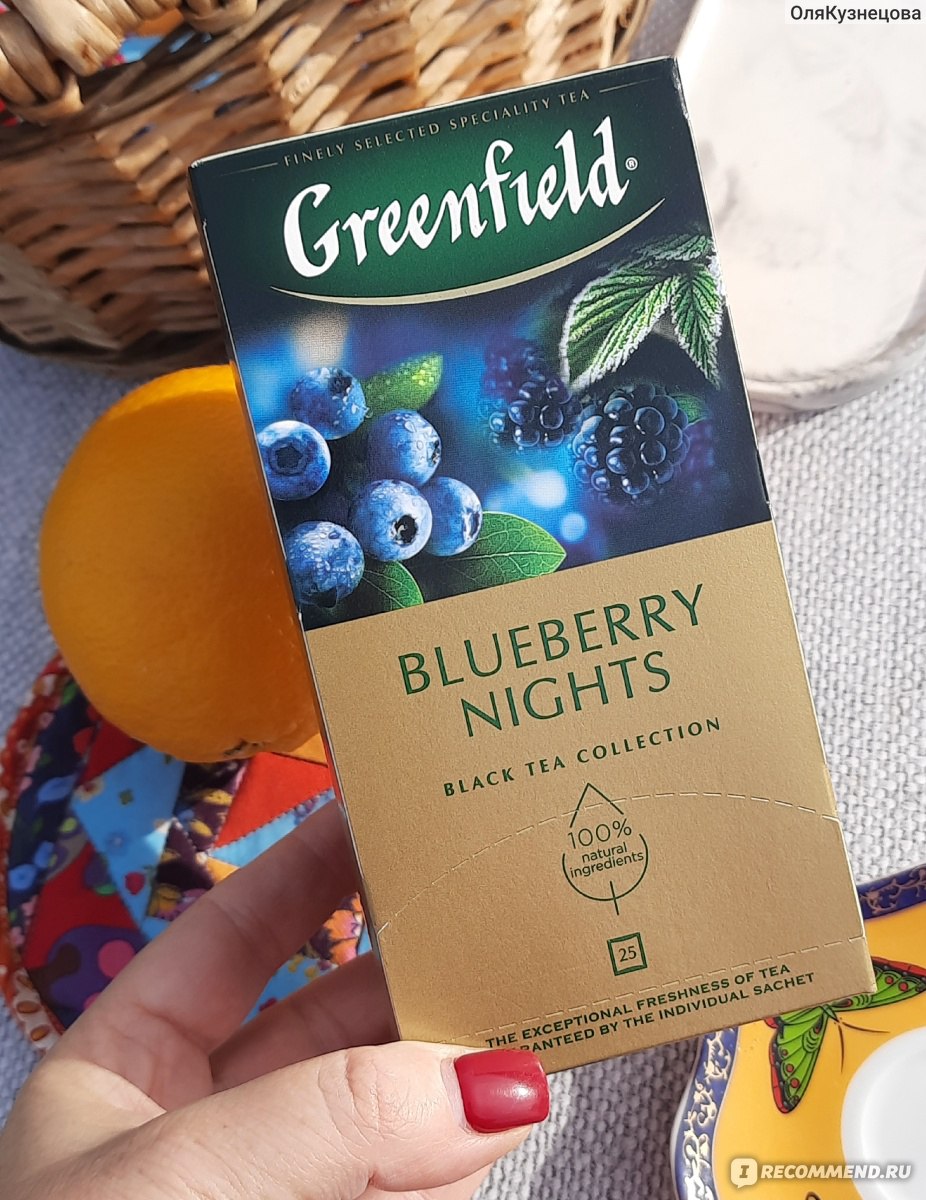 ОляКузнецова
FINELY SELECTED SPECIALITY TEA
Greenfield®
BLUEBERRY
NIGHTS
BLACK TEA COLLECTION
100%
natural
ingredients
25
THE EXCEPTIONAL FRESHNESS OF TEA
BY THE INDIVIDUAL SACHET
I RECOMMEND.RU